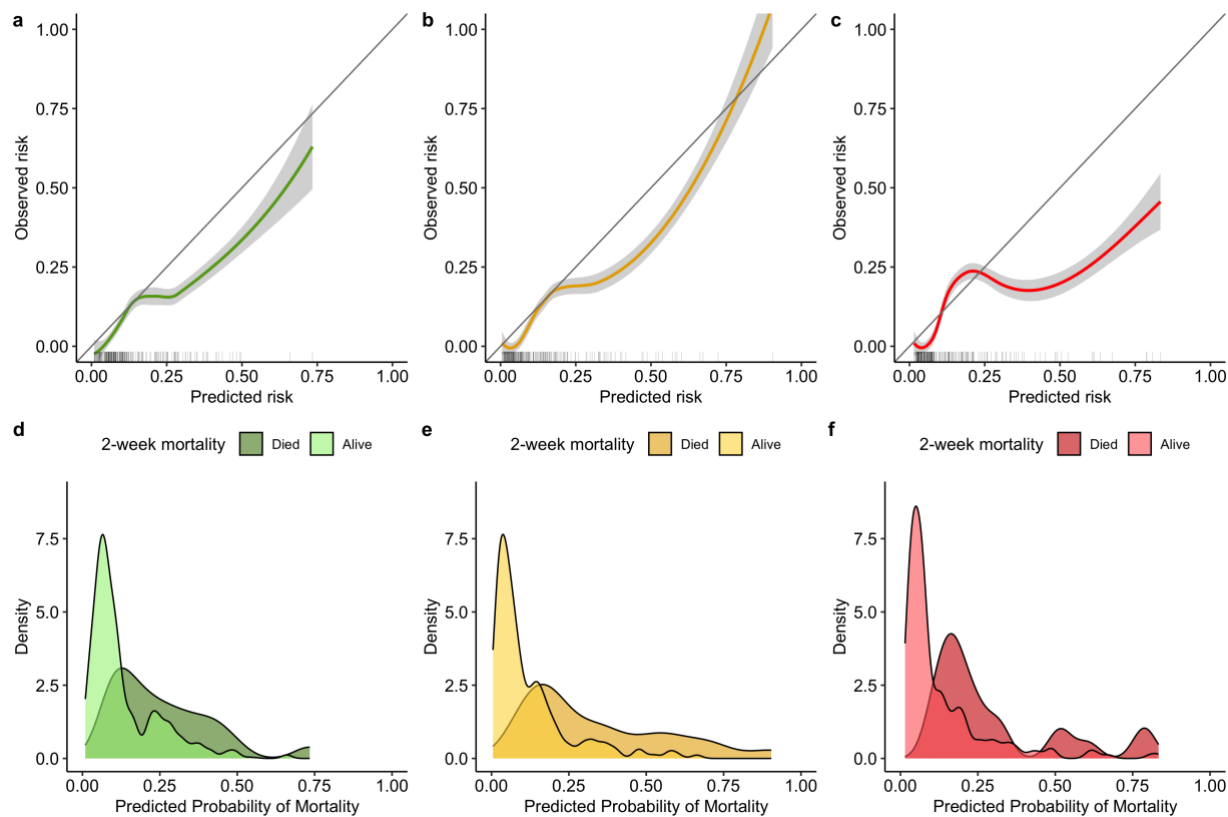 a
1.00
0.75
0.50
0.25
0.00
Observed risk
0.00 0.25 0.50 0.75 1.00
Predicted risk
b
1.00
0.75
0.50
0.25
0.00
Observed risk
0.00 0.25 0.50 0.75 1.00
Predicted risk
c
1.00
0.75
0.50
0.25
0.00
Observed risk
0.00 0.25 0.50 0.75 1.00
Predicted risk
d
2-week mortality Died Alive
7.5
5.0
2.5
0.0
Density
0.00 0.25 0.50 0.75 1.00
Predicted Probability of Mortality
e
2-week mortality Died Alive
7.5
5.0
2.5
0.0
Density
0.00 0.25 0.50 0.75 1.00
Predicted Probability of Mortality
f
2-week mortality Died Alive
7.5
5.0
2.5
0.0
Density
0.00 0.25 0.50 0.75 1.00
Predicted Probability of Mortality